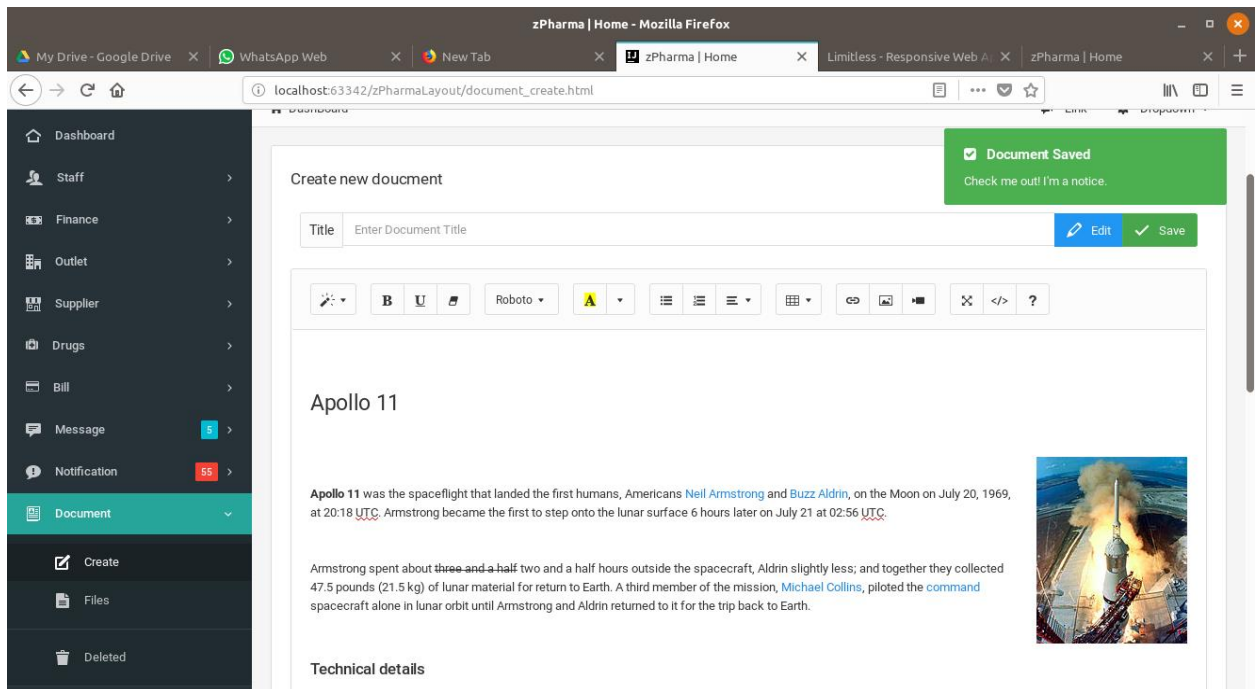 zPharma | Home - Mozilla Firefox
My Drive - Google Drive
WhatsApp Web
New Tab
zPharma | Home
Limitless - Responsive Web A
zPharma | Home
localhost:63342/zPharmaLayout/document_create.html
Dashboard
Link
Dropdown
Dashboard
Staff
Finance
Outlet
Supplier
Drugs
Bill
Message 5
Notification 55
Document
Create
Files
Deleted
Document Saved
Check me out! I'm a notice.
Create new doucment
Title Enter Document Title Edit Save
B U Roboto A </> ?
Apollo 11
Apollo 11 was the spaceflight that landed the first humans, Americans Neil Armstrong and Buzz Aldrin, on the Moon on July 20, 1969,
at 20:18 UTC. Armstrong became the first to step onto the lunar surface 6 hours later on July 21 at 02:56 UTC.
Armstrong spent about three and a half two and a half hours outside the spacecraft, Aldrin slightly less; and together they collected
47.5 pounds (21.5 kg) of lunar material for return to Earth. A third member of the mission, Michael Collins, piloted the command
spacecraft alone in lunar orbit until Armstrong and Aldrin returned to it for the trip back to Earth.
Technical details